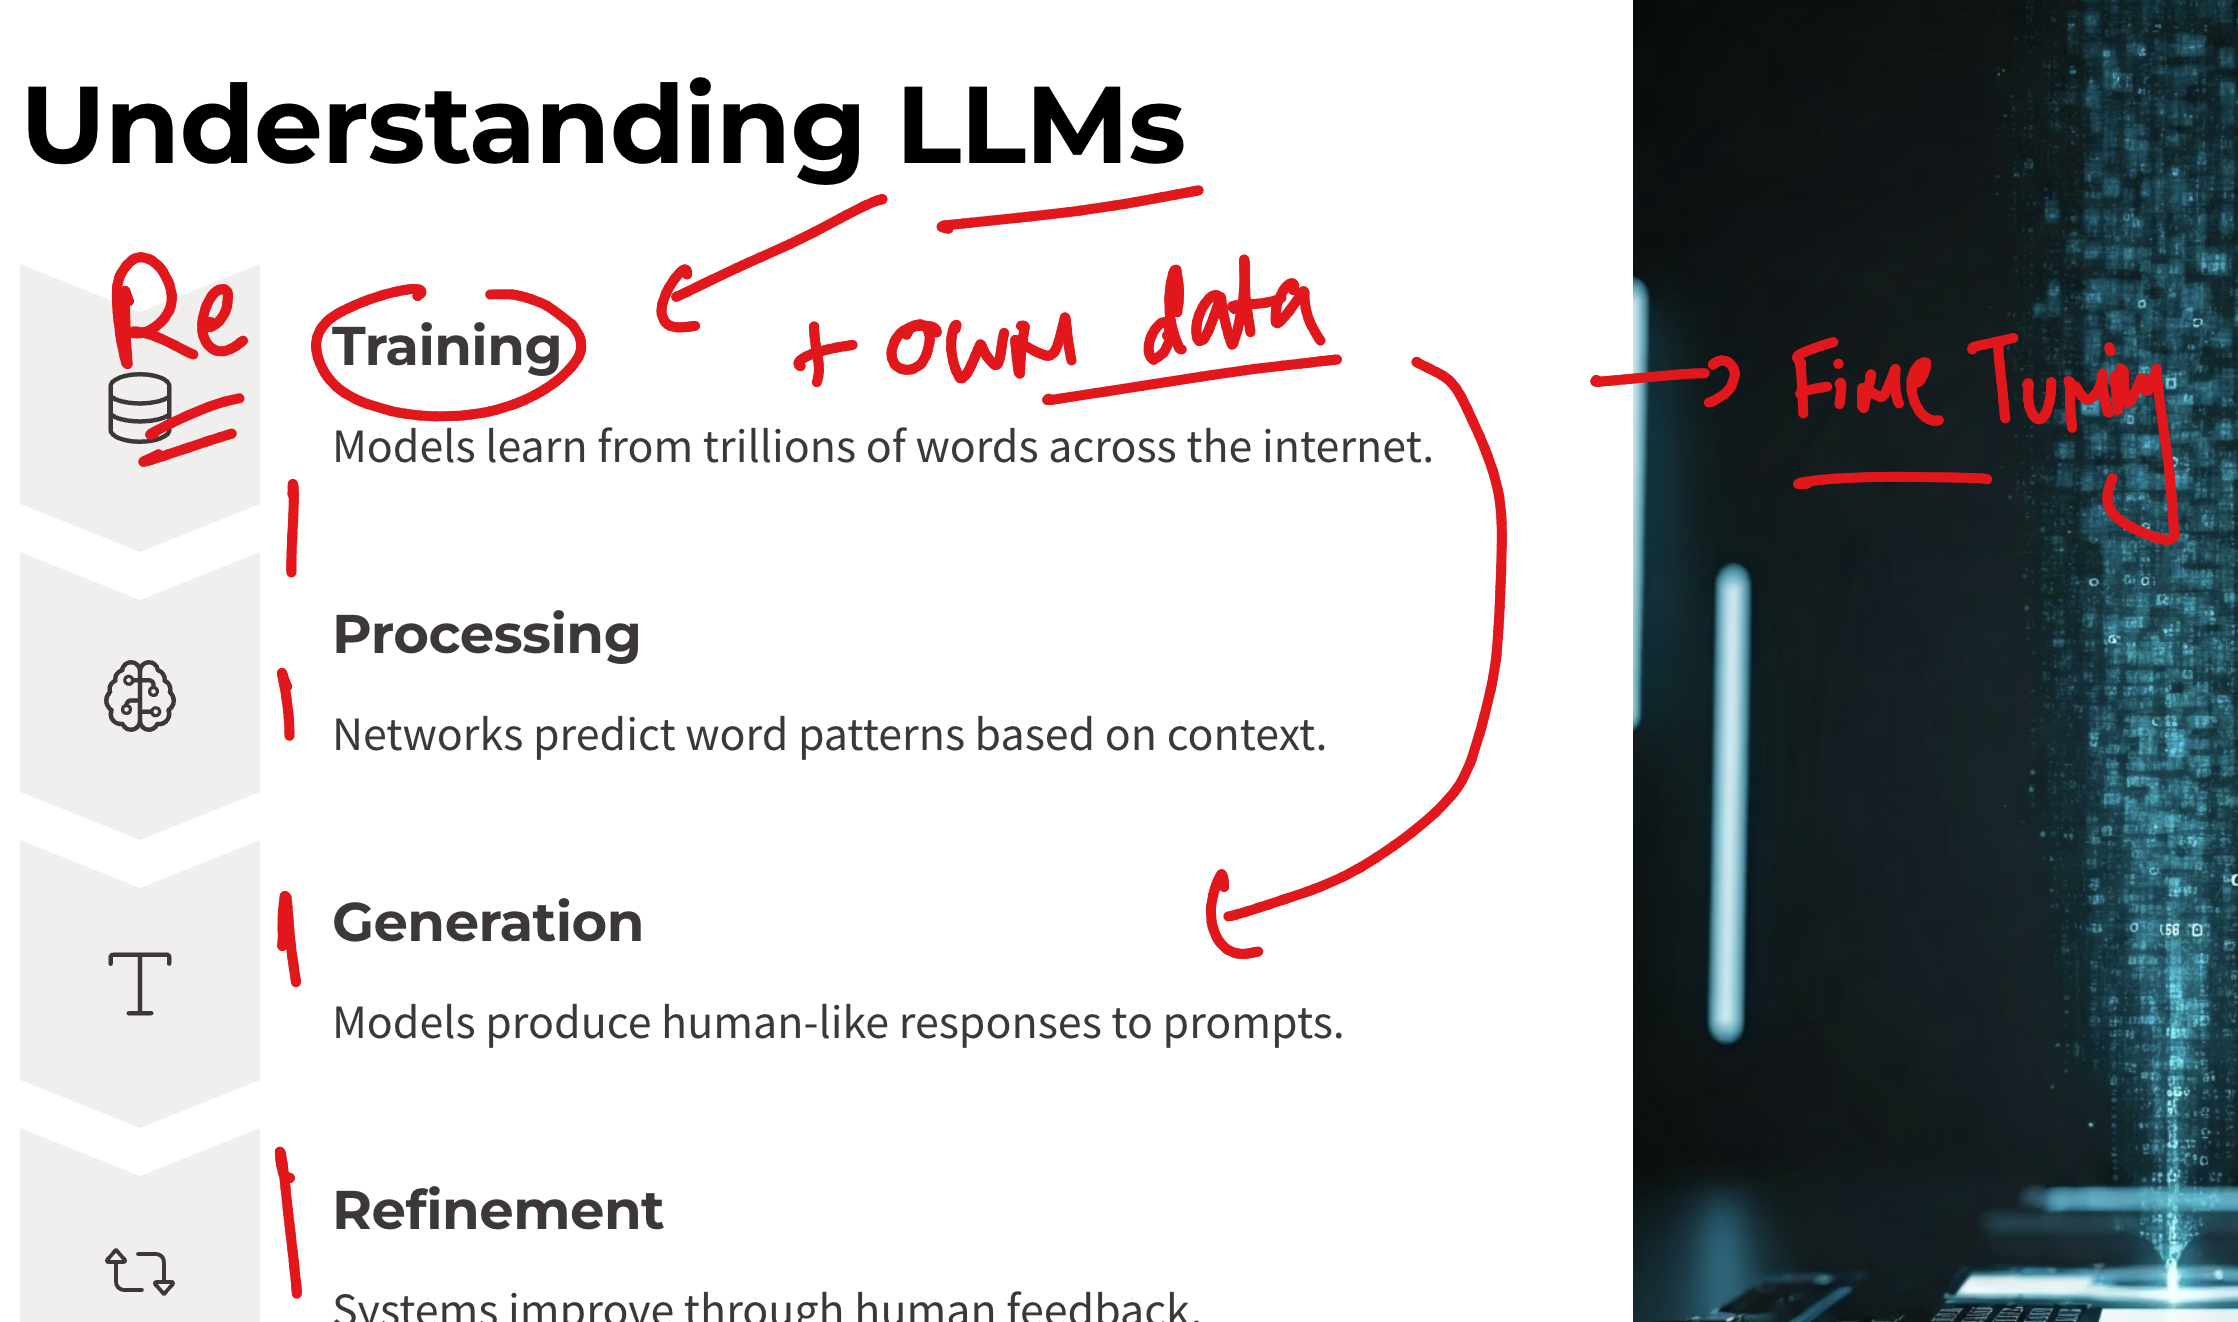 Understanding LLMs
Re Training + own data → Fine Tuning
Models learn from trillions of words across the internet.
Processing
Networks predict word patterns based on context.
Generation
Models produce human-like responses to prompts.
Refinement
Systems improve through human feedback.